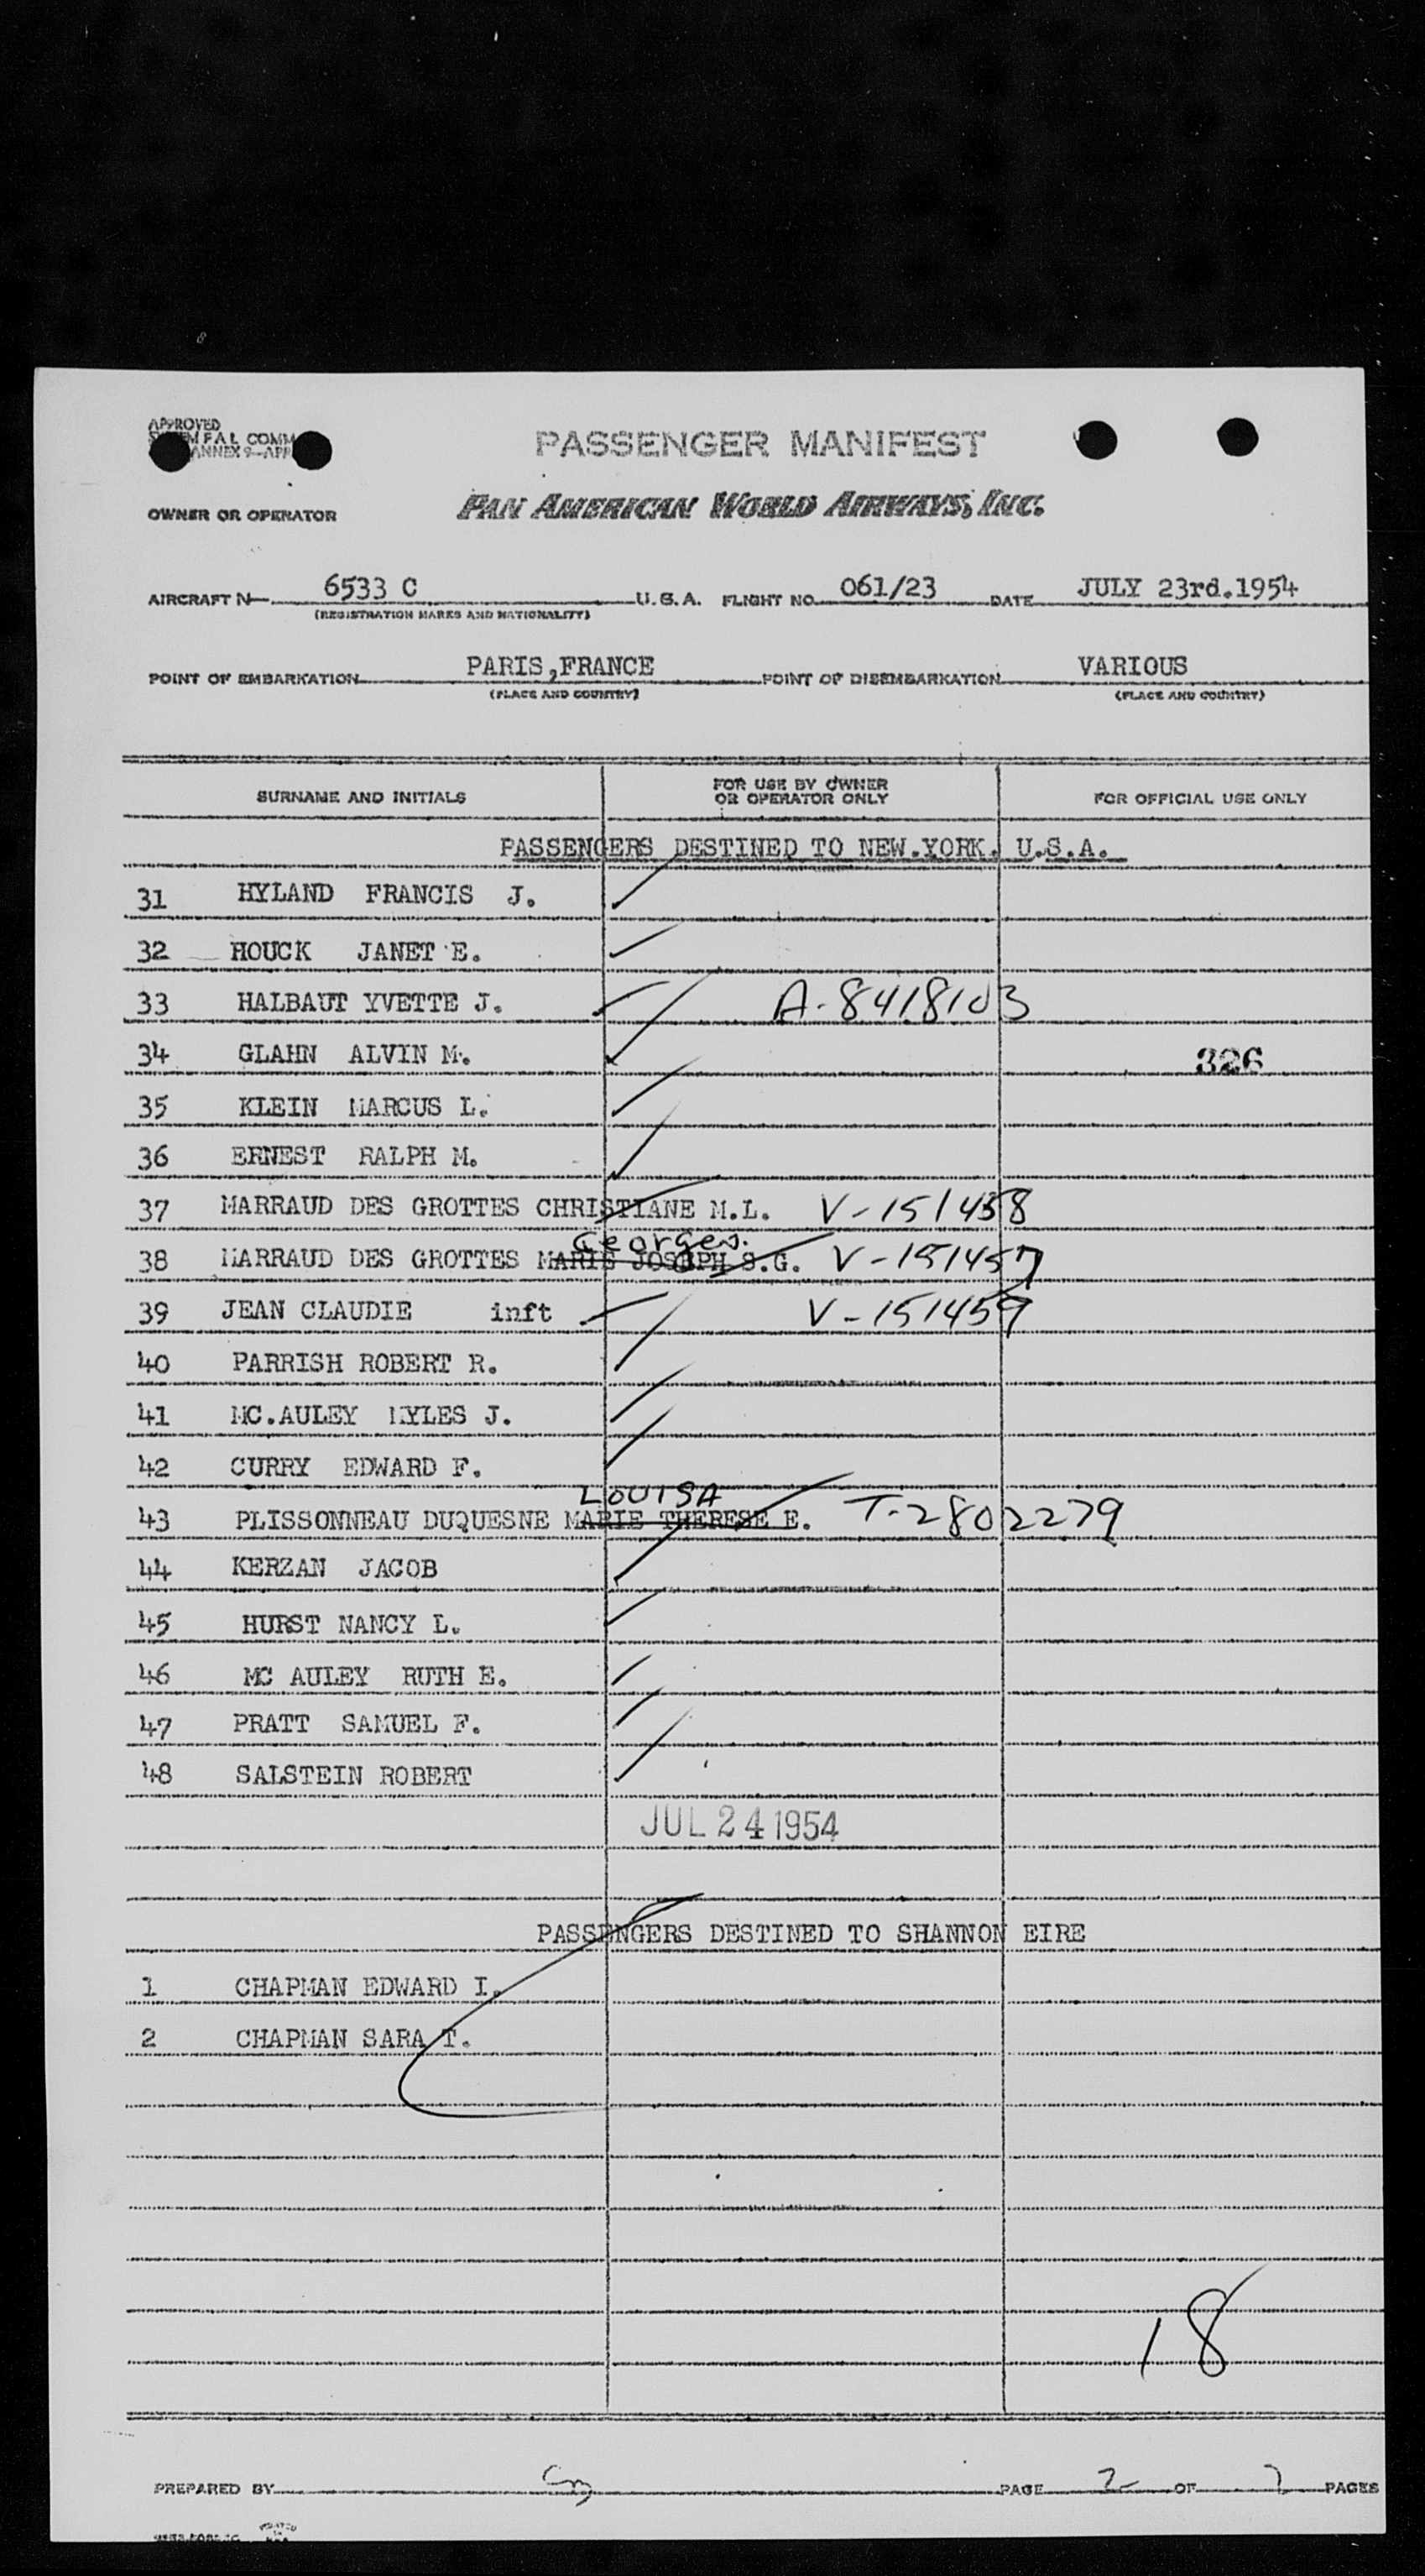 APPROVED
PASSENGER MANIFEST
F A L COMM
ANNEX 9—APR
OWNER OR OPERATOR PAN AMERICAN WORLD AIRWAYS, INC.
AIRCRAFT N— 6533 C U.S.A. FLIGHT NO. 061/23 DATE JULY 23rd.1954
(REGISTRATION MARKS AND NATIONALITY)
POINT OF EMBARKATION PARIS,FRANCE POINT OF DISEMBARKATION VARIOUS
(PLACE AND COUNTRY) (PLACE AND COUNTRY)
SURNAME AND INITIALS FOR USE BY OWNER OR OPERATOR ONLY FOR OFFICIAL USE ONLY
PASSENGERS DESTINED TO NEW.YORK. U.S.A.
31 HYLAND FRANCIS J.
32 HOUCK JANET E.
33 HALBAUT YVETTE J. A-8418103
34 GLAHN ALVIN M. 326
35 KLEIN MARCUS L.
36 ERNEST RALPH M.
37 MARRAUD DES GROTTES CHRISTIANE M.L. V-151458
Georges.
38 MARRAUD DES GROTTES MARIE JOSEPH S.G. V-151457
39 JEAN CLAUDIE inft V-151459
40 PARRISH ROBERT R.
41 MC.AULEY MYLES J.
42 CURRY EDWARD F.
LOUISA
43 PLISSONNEAU DUQUESNE MARIE THERESE E. T-2802279
44 KERZAN JACOB
45 HURST NANCY L.
46 MC AULEY RUTH E.
47 PRATT SAMUEL F.
48 SALSTEIN ROBERT
JUL 24 1954
PASSENGERS DESTINED TO SHANNON EIRE
1 CHAPMAN EDWARD I.
2 CHAPMAN SARA T.
18
PREPARED BY PAGE 2 OF 2 PAGES